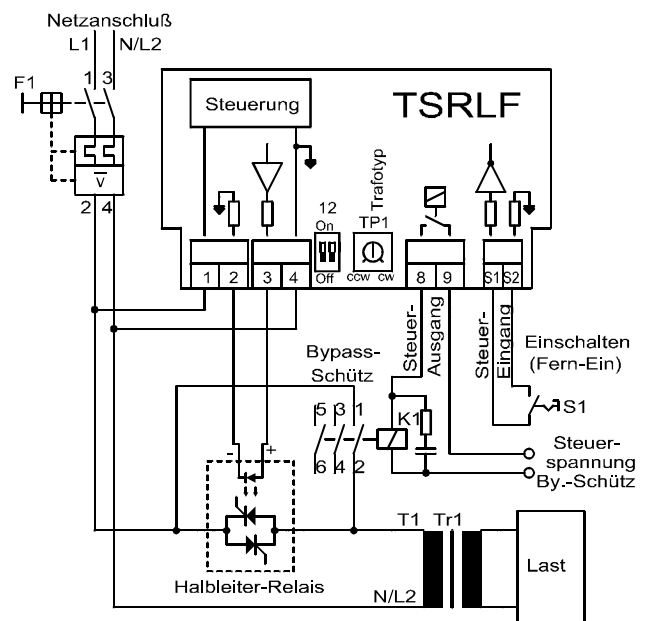 Netzanschluß
L1 N/L2
F1
1 3
Steuerung
TSRLF
V
2 4
12
On
Off
TP1
Trafotyp
ccw cw
1 2 3 4 8 9 S1 S2
Steuer-
Ausgang
Steuer-
Eingang
Einschalten
(Fern-Ein)
S1
Bypass-
Schütz
5 3 1
6 4 2
K1
Steuer-
spannung
By.-Schütz
- +
Halbleiter-Relais
T1 Tr1
N/L2
Last